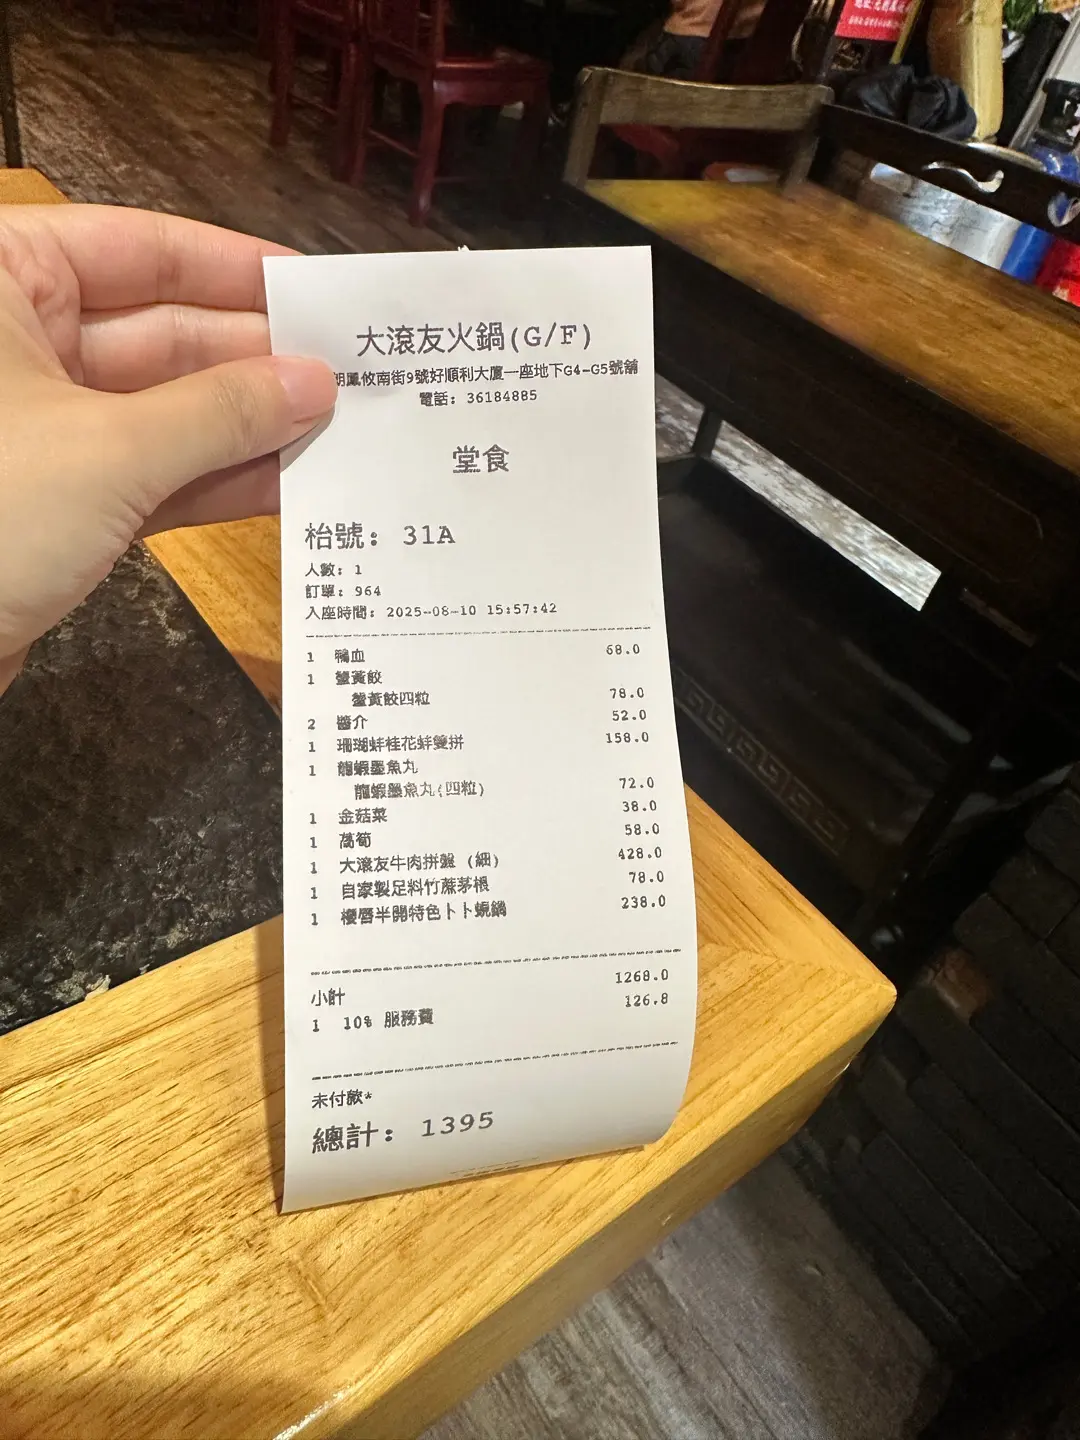 大滾友火鍋(G/F)
朗鳳攸南街9號好順利大廈一座地下G4-G5號舖
電話: 36184885
堂食
枱號: 31A
人數: 1
訂單: 964
入座時間: 2025-08-10 15:57:42
1 鴨血 68.0
1 蟹黃餃
蟹黃餃四粒 78.0
2 醬介 52.0
1 珊瑚蚌桂花蚌雙拼 158.0
1 龍蝦墨魚丸
龍蝦墨魚丸(四粒) 72.0
1 金菇菜 38.0
1 萵筍 58.0
1 大滾友牛肉拼盤 (細) 428.0
1 自家製足料竹蔗茅根 78.0
1 櫻唇半開特色卜卜蜆鍋 238.0
小計 1268.0
1 10% 服務費 126.8
未付款*
總計: 1395